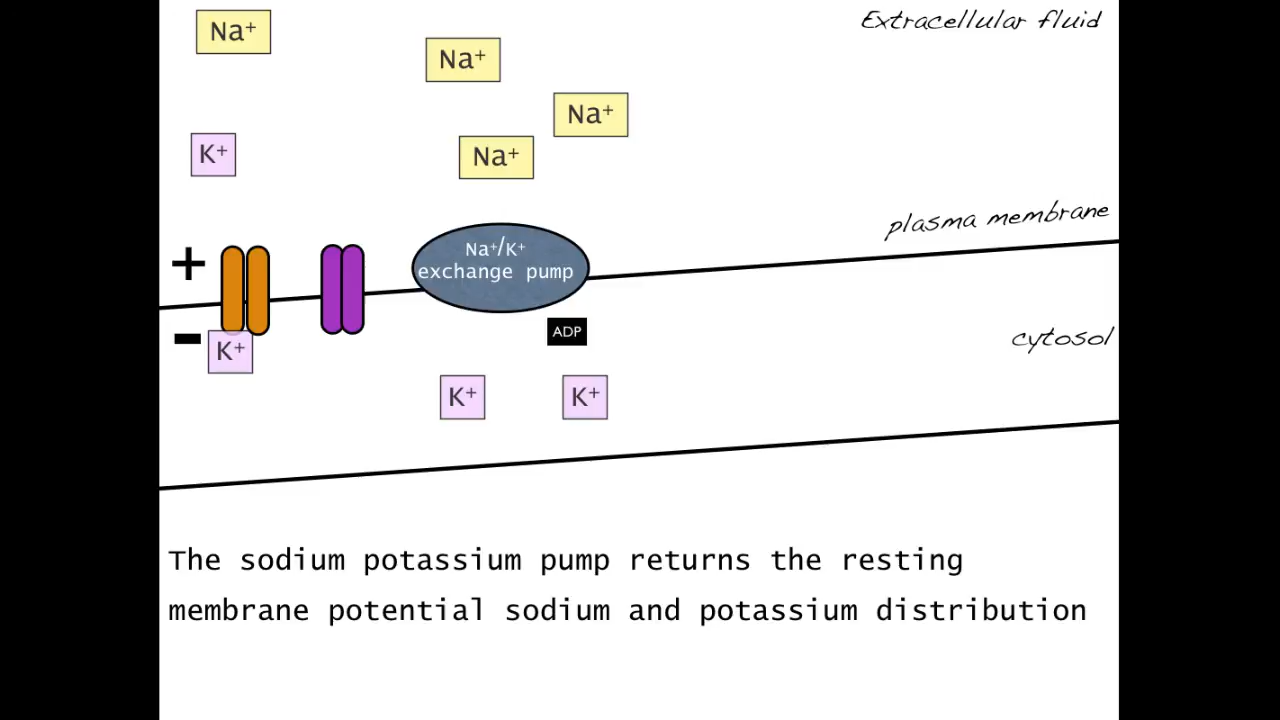 Extracellular fluid
Na⁺
Na⁺
Na⁺
Na⁺
K⁺
plasma membrane
+
Na⁺/K⁺
exchange pump
-
K⁺
ADP
cytosol
K⁺
K⁺
The sodium potassium pump returns the resting
membrane potential sodium and potassium distribution